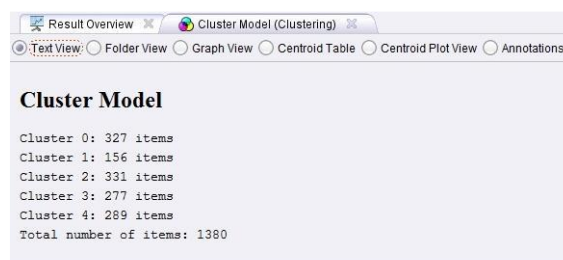 Result Overview Cluster Model (Clustering)
Text View Folder View Graph View Centroid Table Centroid Plot View Annotations
Cluster Model
Cluster 0: 327 items
Cluster 1: 156 items
Cluster 2: 331 items
Cluster 3: 277 items
Cluster 4: 289 items
Total number of items: 1380